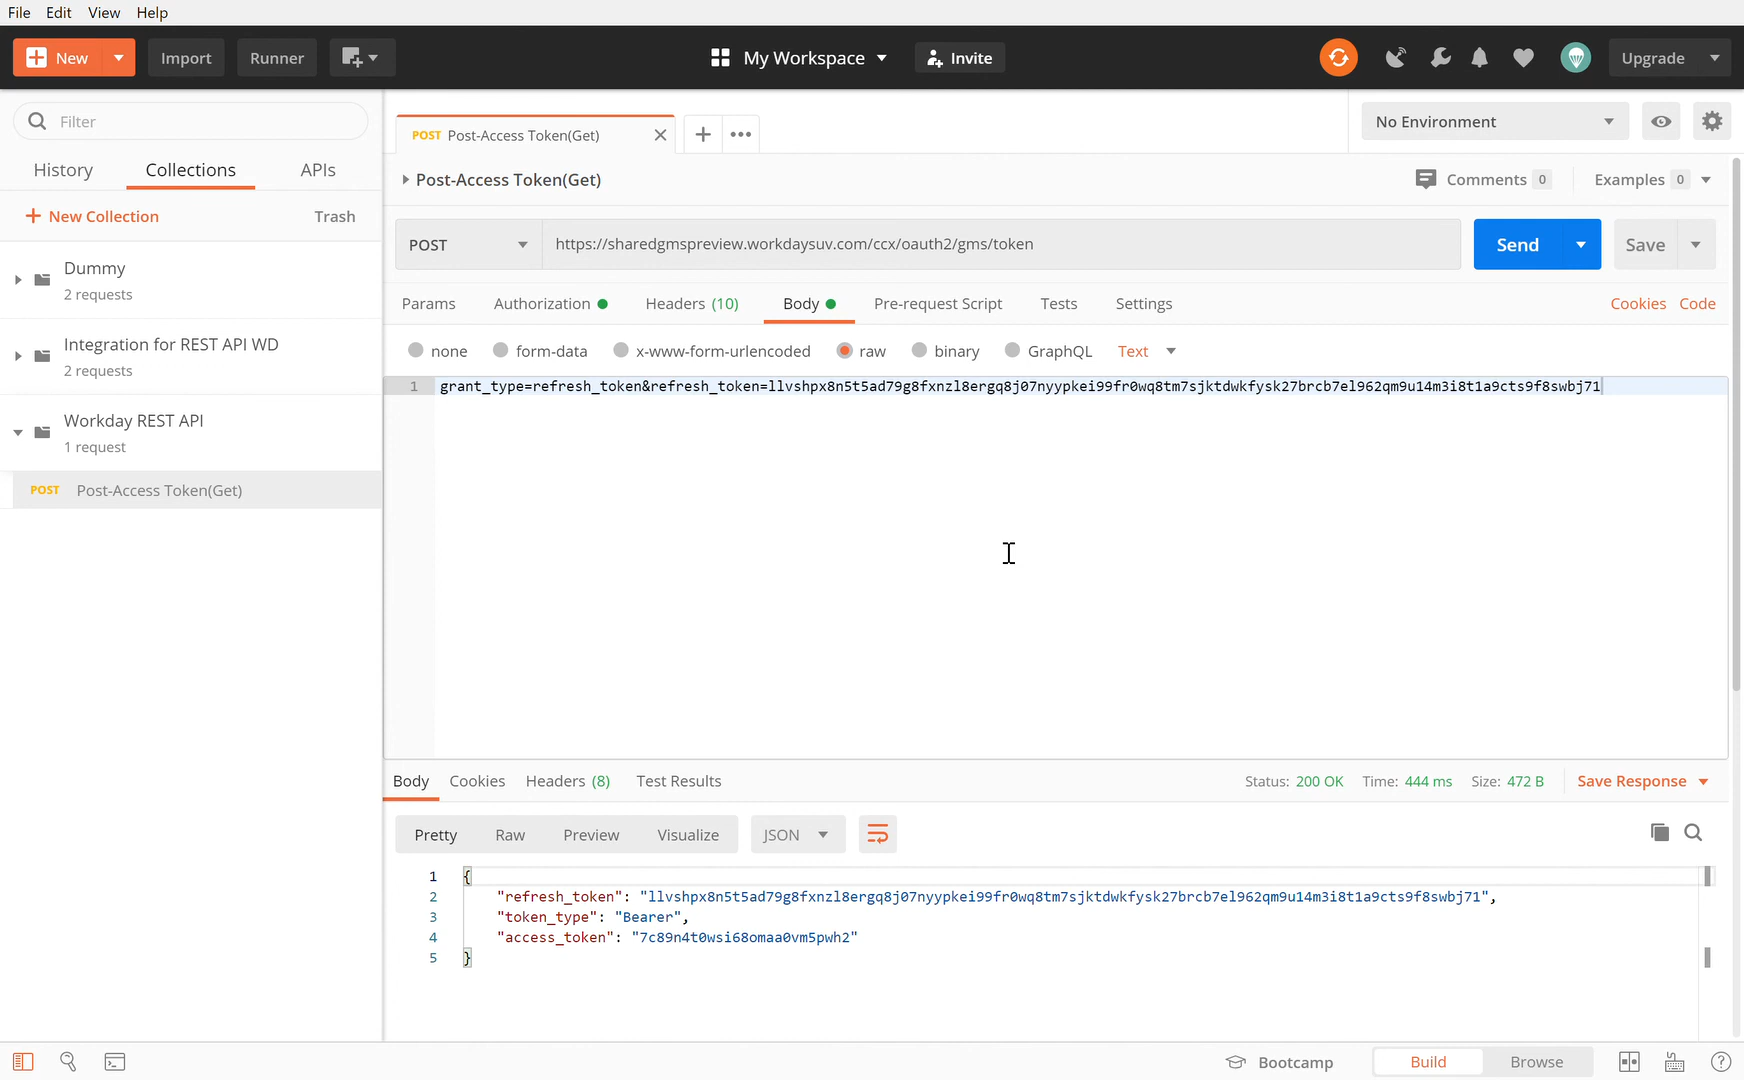 File Edit View Help
New Import Runner My Workspace Invite Upgrade
Filter
History Collections APIs
New Collection Trash
Dummy
2 requests
Integration for REST API WD
2 requests
Workday REST API
1 request
POST Post-Access Token(Get)
POST Post-Access Token(Get)
No Environment
Post-Access Token(Get) Comments 0 Examples 0
POST https://sharedgmspreview.workdaysuv.com/ccx/oauth2/gms/token Send Save
Params Authorization Headers (10) Body Pre-request Script Tests Settings Cookies Code
none form-data x-www-form-urlencoded raw binary GraphQL Text
1 grant_type=refresh_token&refresh_token=llvshpx8n5t5ad79g8fxnzl8ergq8j07nyypkei99fr0wq8tm7sjktdwkfysk27brcb7el962qm9u14m3i8t1a9cts9f8swbj71
Body Cookies Headers (8) Test Results Status: 200 OK Time: 444 ms Size: 472 B Save Response
Pretty Raw Preview Visualize JSON
1 {
2 "refresh_token": "llvshpx8n5t5ad79g8fxnzl8ergq8j07nyypkei99fr0wq8tm7sjktdwkfysk27brcb7el962qm9u14m3i8t1a9cts9f8swbj71",
3 "token_type": "Bearer",
4 "access_token": "7c89n4t0wsi68omaa0vm5pwh2"
5 }
Bootcamp Build Browse